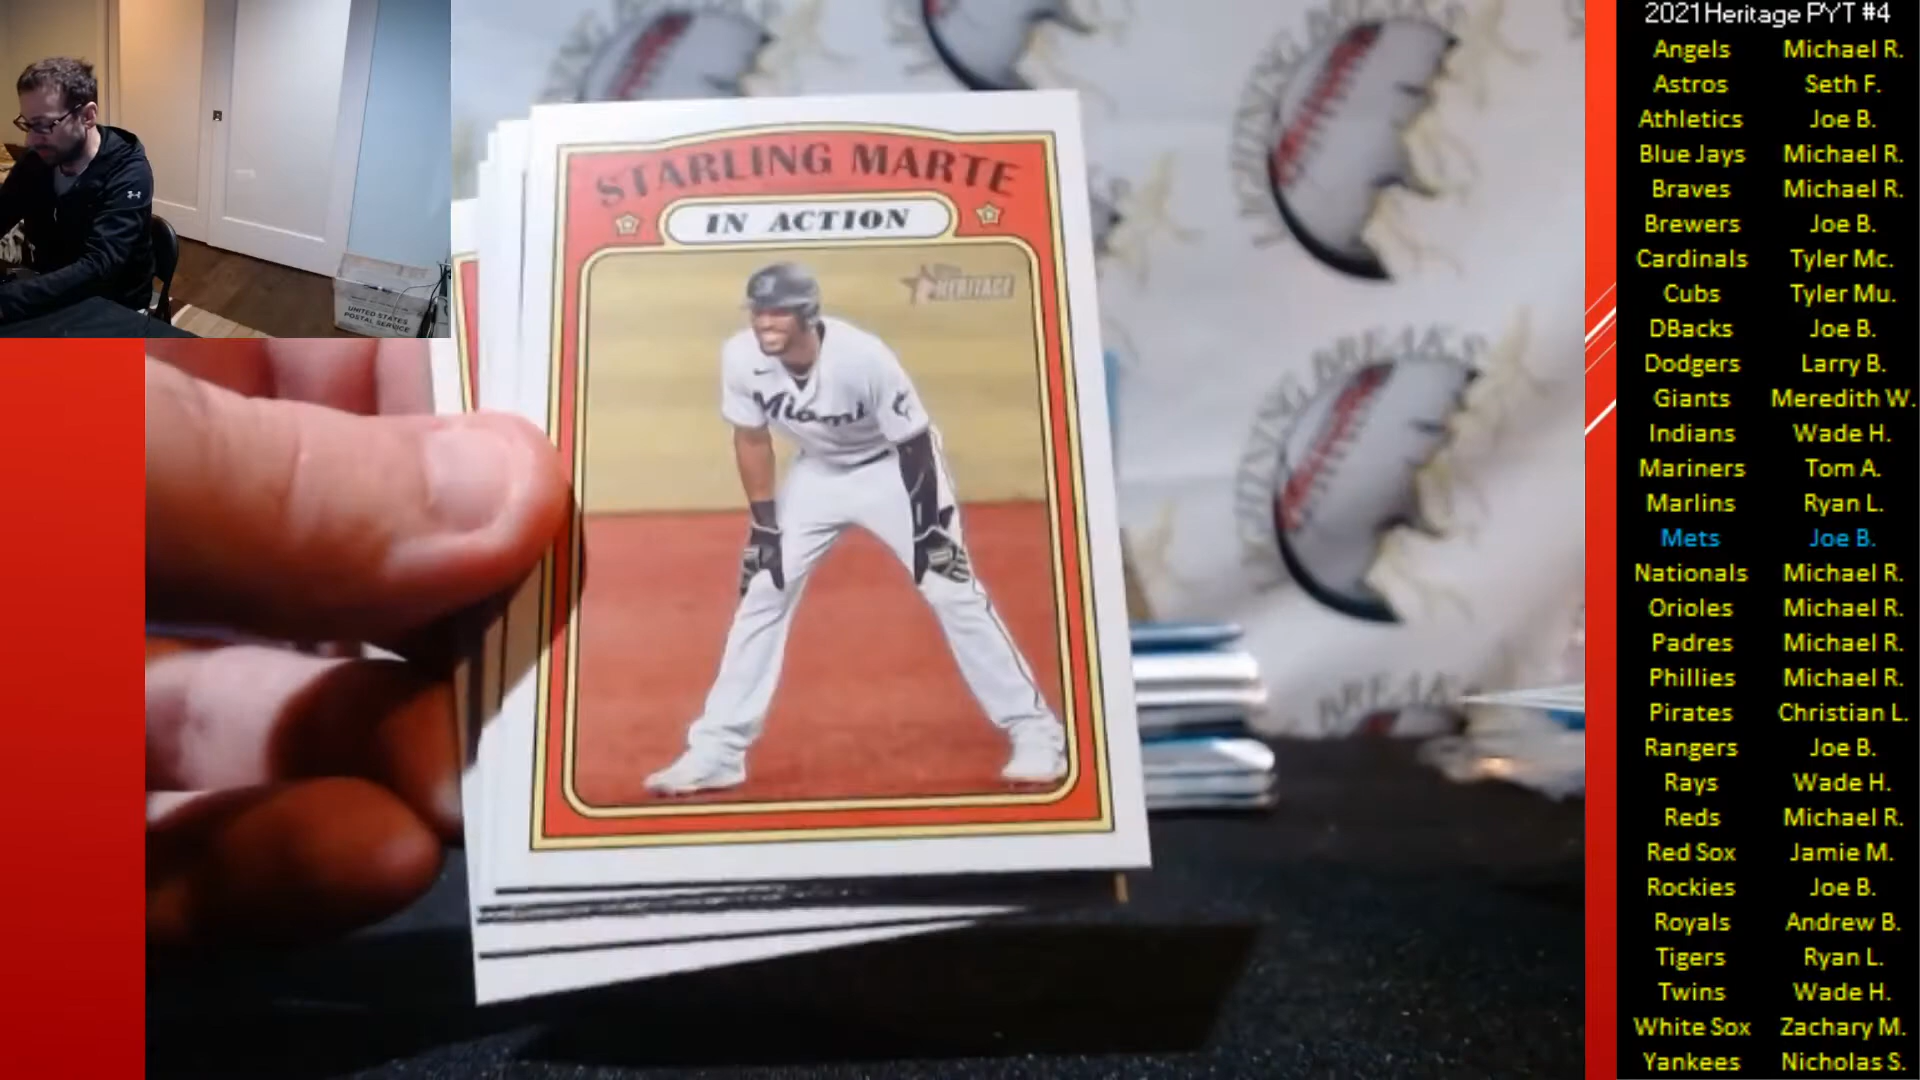 2021 Heritage PYT #4
Angels Michael R.
Astros Seth F.
Athletics Joe B.
Blue Jays Michael R.
Braves Michael R.
Brewers Joe B.
Cardinals Tyler Mc.
Cubs Tyler Mu.
DBacks Joe B.
Dodgers Larry B.
Giants Meredith W.
Indians Wade H.
Mariners Tom A.
Marlins Ryan L.
Mets Joe B.
Nationals Michael R.
Orioles Michael R.
Padres Michael R.
Phillies Michael R.
Pirates Christian L.
Rangers Joe B.
Rays Wade H.
Reds Michael R.
Red Sox Jamie M.
Rockies Joe B.
Royals Andrew B.
Tigers Ryan L.
Twins Wade H.
White Sox Zachary M.
Yankees Nicholas S.
STARLING MARTE
IN ACTION
HERITAGE
Miami
UNITED STATES
POSTAL SERVICE
BREAKS
BREAKS